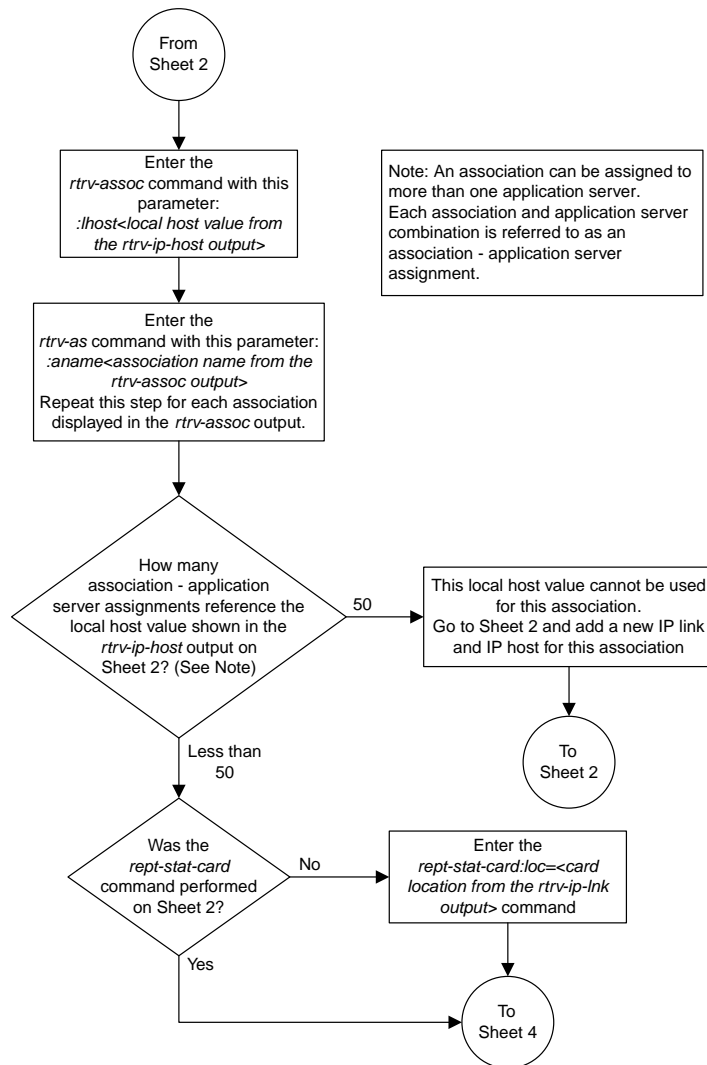 From
Sheet 2
Enter the
rtrv-assoc command with this
parameter:
:lhost<local host value from
the rtrv-ip-host output>
Note: An association can be assigned to
more than one application server.
Each association and application server
combination is referred to as an
association - application server
assignment.
Enter the
rtrv-as command with this parameter:
:aname<association name from the
rtrv-assoc output>
Repeat this step for each association
displayed in the rtrv-assoc output.
How many
association - application
server assignments reference the
local host value shown in the
rtrv-ip-host output on
Sheet 2? (See Note)
50
This local host value cannot be used
for this association.
Go to Sheet 2 and add a new IP link
and IP host for this association
To
Sheet 2
Less than
50
Was the
rept-stat-card
command performed
on Sheet 2?
No
Enter the
rept-stat-card:loc=<card
location from the rtrv-ip-lnk
output> command
Yes
To
Sheet 4